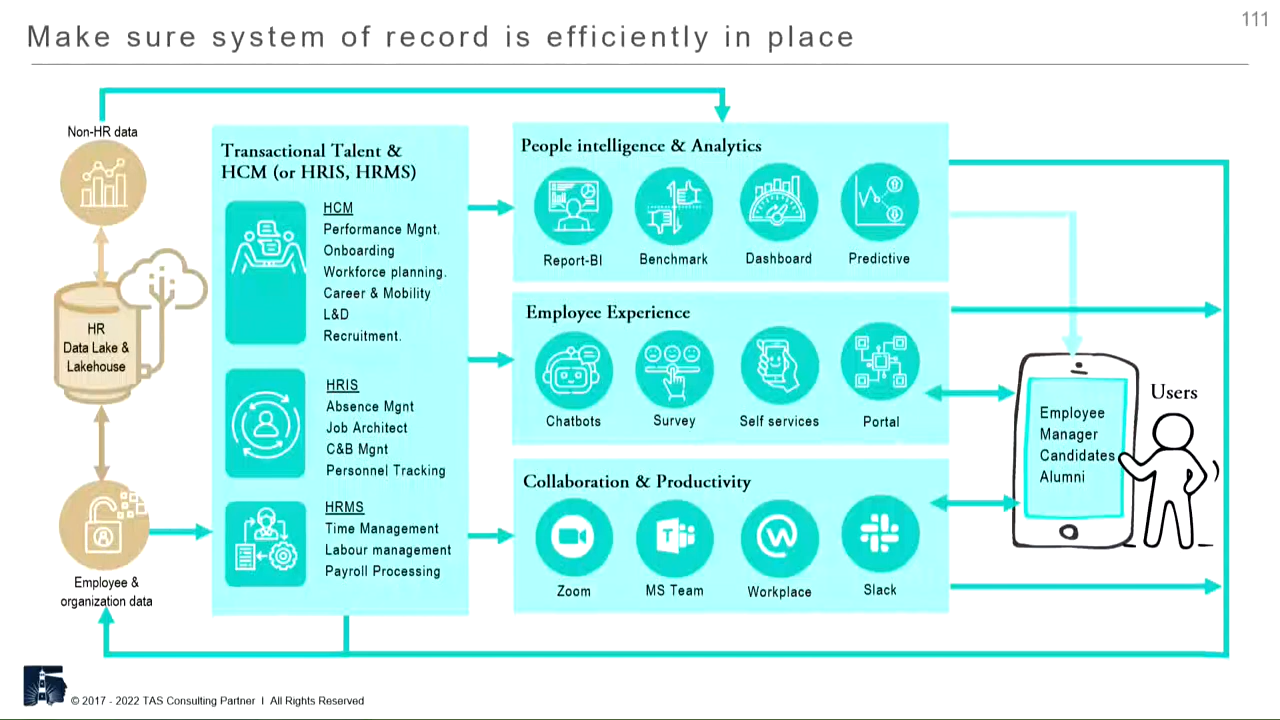 111
Make sure system of record is efficiently in place
Non-HR data
HR
Data Lake &
Lakehouse
Employee &
organization data
Transactional Talent &
HCM (or HRIS, HRMS)
HCM
Performance Mgnt.
Onboarding
Workforce planning.
Career & Mobility
L&D
Recruitment.
HRIS
Absence Mgnt
Job Architect
C&B Mgnt
Personnel Tracking
HRMS
Time Management
Labour management
Payroll Processing
People intelligence & Analytics
Report-BI
Benchmark
Dashboard
Predictive
Employee Experience
Chatbots
Survey
Self services
Portal
Collaboration & Productivity
Zoom
MS Team
Workplace
Slack
Users
Employee
Manager
Candidates
Alumni
© 2017 - 2022 TAS Consulting Partner I All Rights Reserved